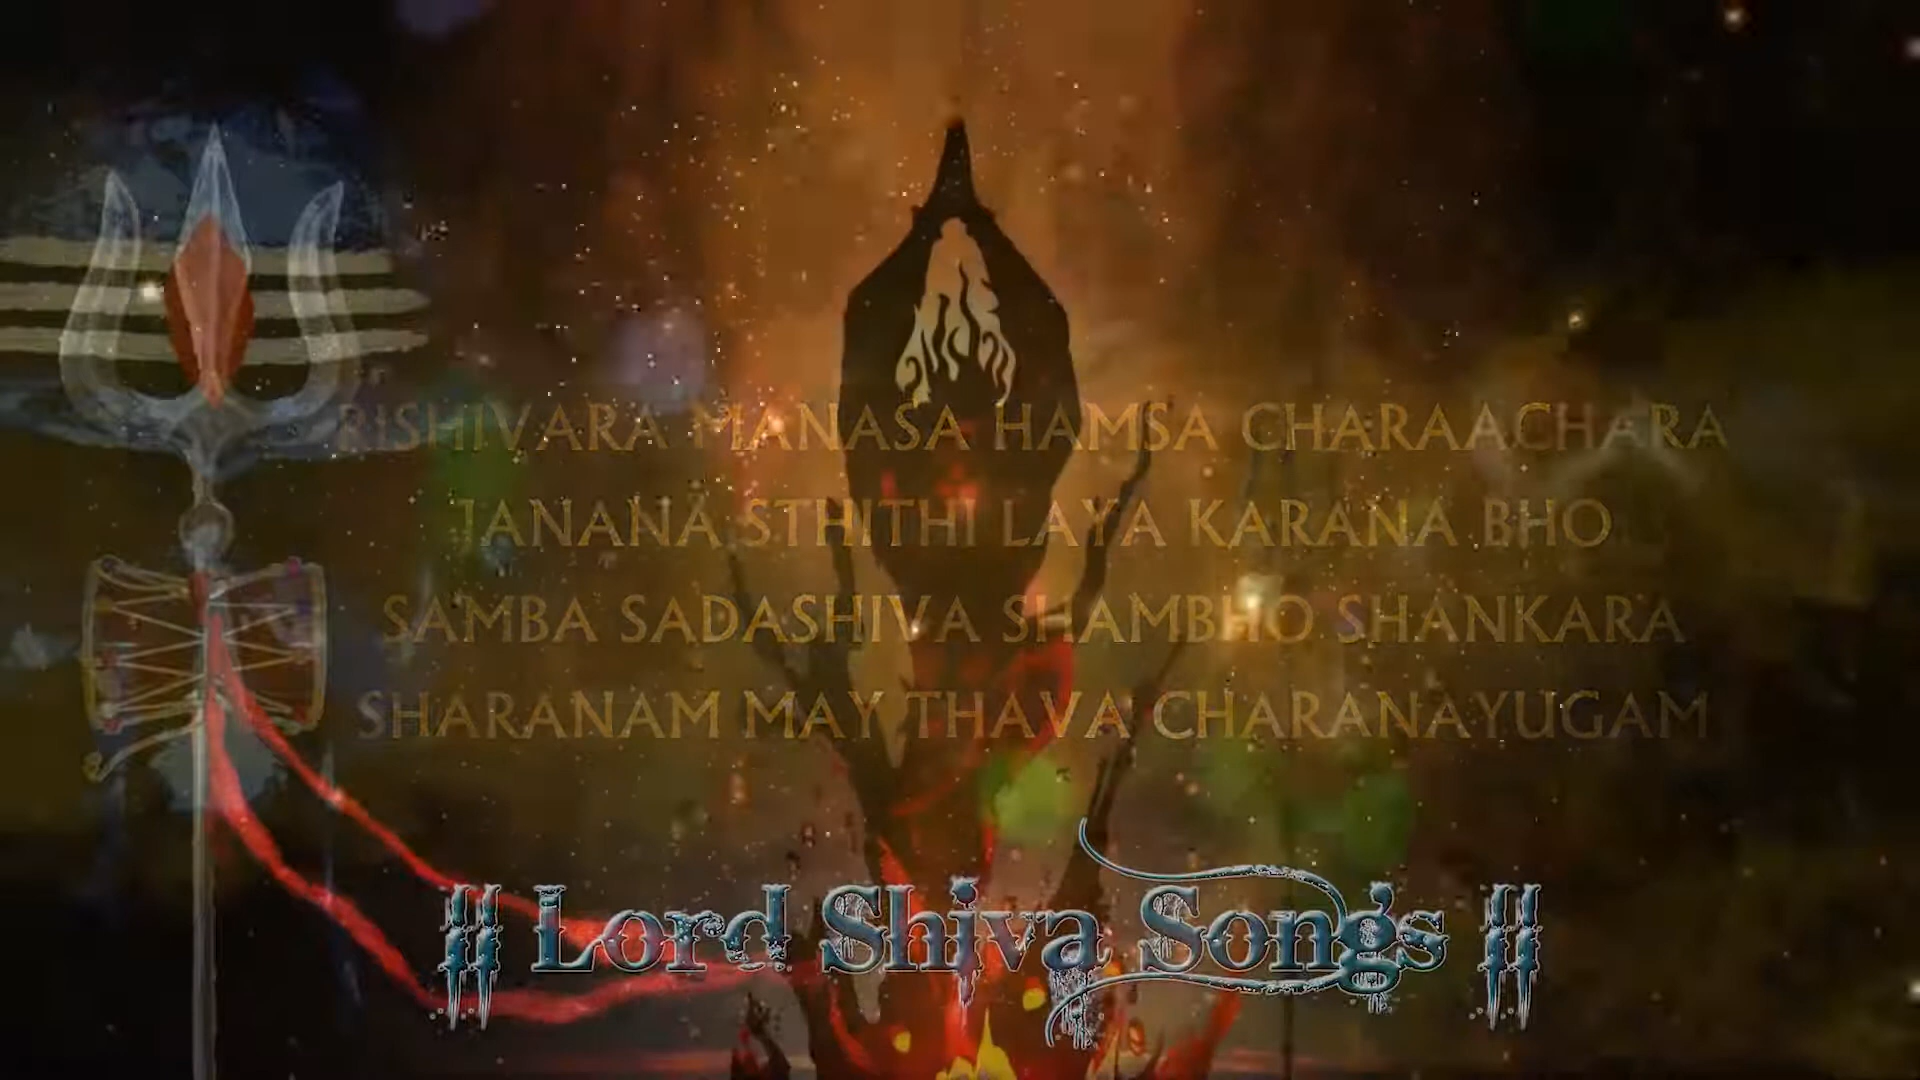 RISHIVARA MANASA HAMSA CHARAACHARA
JANANA STHITHI LAYA KARANA BHO
SAMBA SADASHIVA SHAMBHO SHANKARA
SHARANAM MAY THAVA CHARANAYUGAM
|| Lord Shiva Songs ||